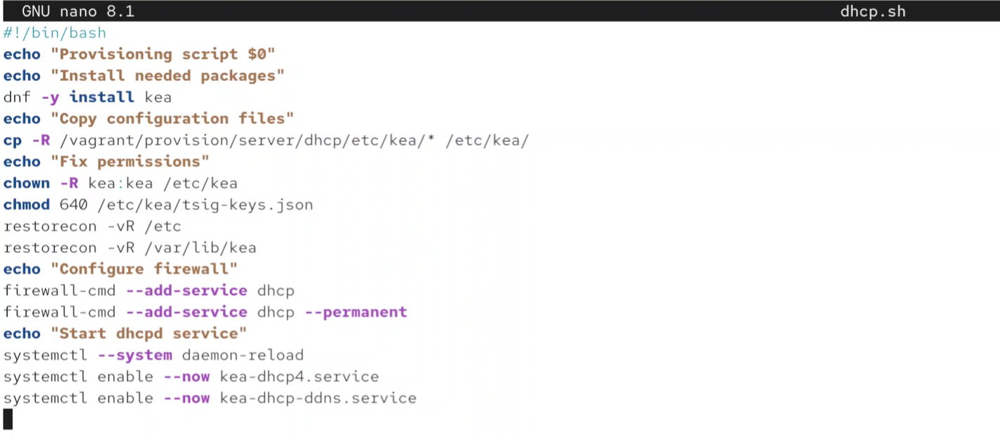 GNU nano 8.1 dhcp.sh
#!/bin/bash
echo "Provisioning script $0"
echo "Install needed packages"
dnf -y install kea
echo "Copy configuration files"
cp -R /vagrant/provision/server/dhcp/etc/kea/* /etc/kea/
echo "Fix permissions"
chown -R kea:kea /etc/kea
chmod 640 /etc/kea/tsig-keys.json
restorecon -vR /etc
restorecon -vR /var/lib/kea
echo "Configure firewall"
firewall-cmd --add-service dhcp
firewall-cmd --add-service dhcp --permanent
echo "Start dhcpd service"
systemctl --system daemon-reload
systemctl enable --now kea-dhcp4.service
systemctl enable --now kea-dhcp-ddns.service